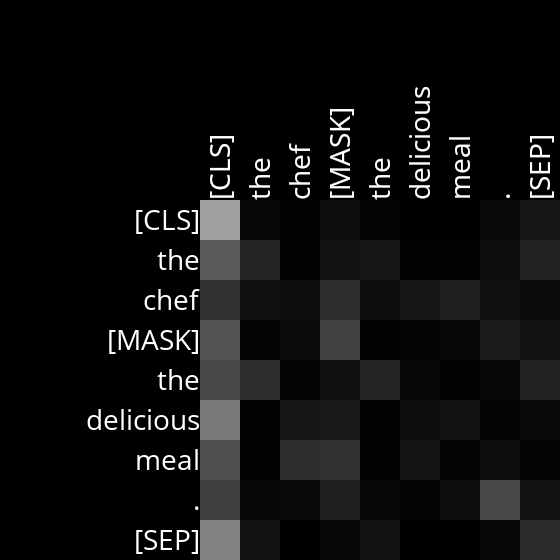 [CLS] the chef [MASK] the delicious meal . [SEP]
[CLS]
the
chef
[MASK]
the
delicious
meal
.
[SEP]